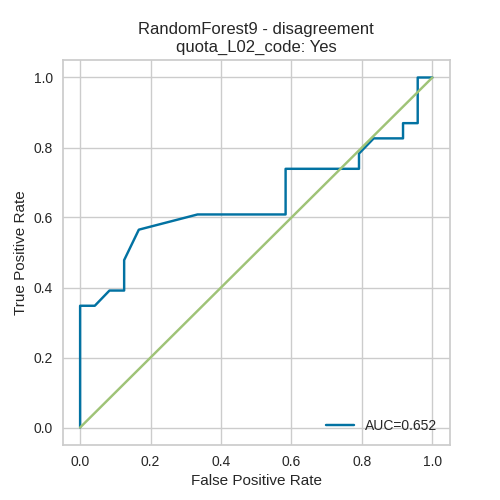 RandomForest9 - disagreement
quota_L02_code: Yes
True Positive Rate
1.0
0.8
0.6
0.4
0.2
0.0
AUC=0.652
0.0 0.2 0.4 0.6 0.8 1.0
False Positive Rate